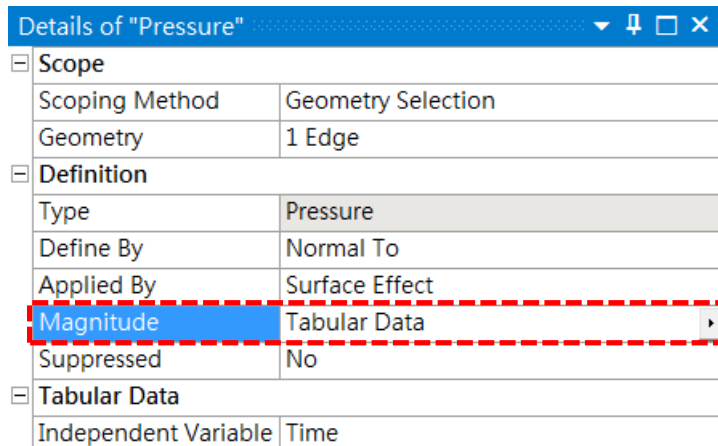 Details of "Pressure"
Scope
Scoping Method Geometry Selection
Geometry 1 Edge
Definition
Type Pressure
Define By Normal To
Applied By Surface Effect
Magnitude Tabular Data
Suppressed No
Tabular Data
Independent Variable Time